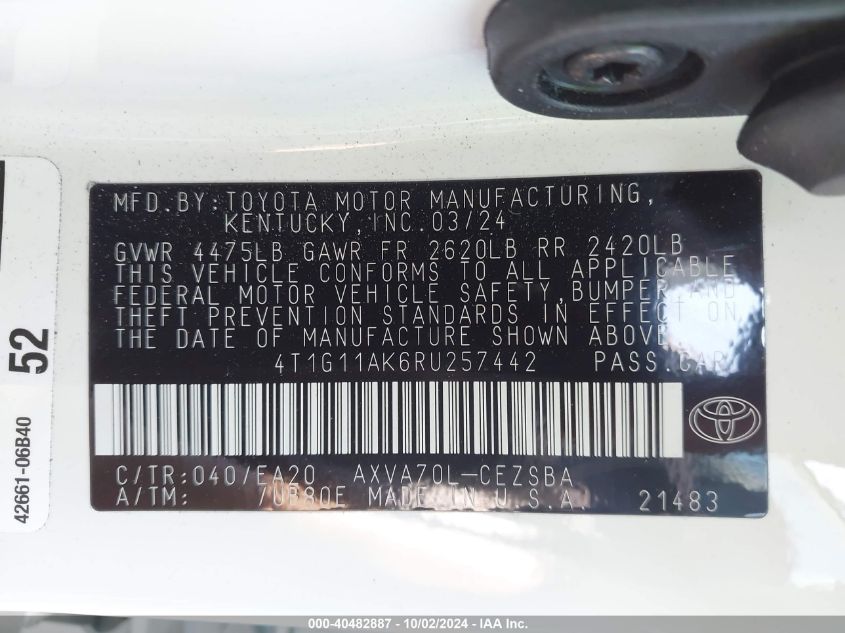 MFD. BY: TOYOTA MOTOR MANUFACTURING,
KENTUCKY, INC. 03/24
GVWR 4475LB GAWR FR 2620LB RR 2420LB
THIS VEHICLE CONFORMS TO ALL APPLICABLE
FEDERAL MOTOR VEHICLE SAFETY, BUMPER AND
THEFT PREVENTION STANDARDS IN EFFECT ON
THE DATE OF MANUFACTURE SHOWN ABOVE.
4T1G11AK6RU257442 PASS. CAR
C/TR: 040/EA20 AXVA70L-CEZSBA
A/TM: /UB80E MADE IN U.S.A. 21483
52
42661-06B40
000-40482887 - 10/02/2024 - IAA Inc.